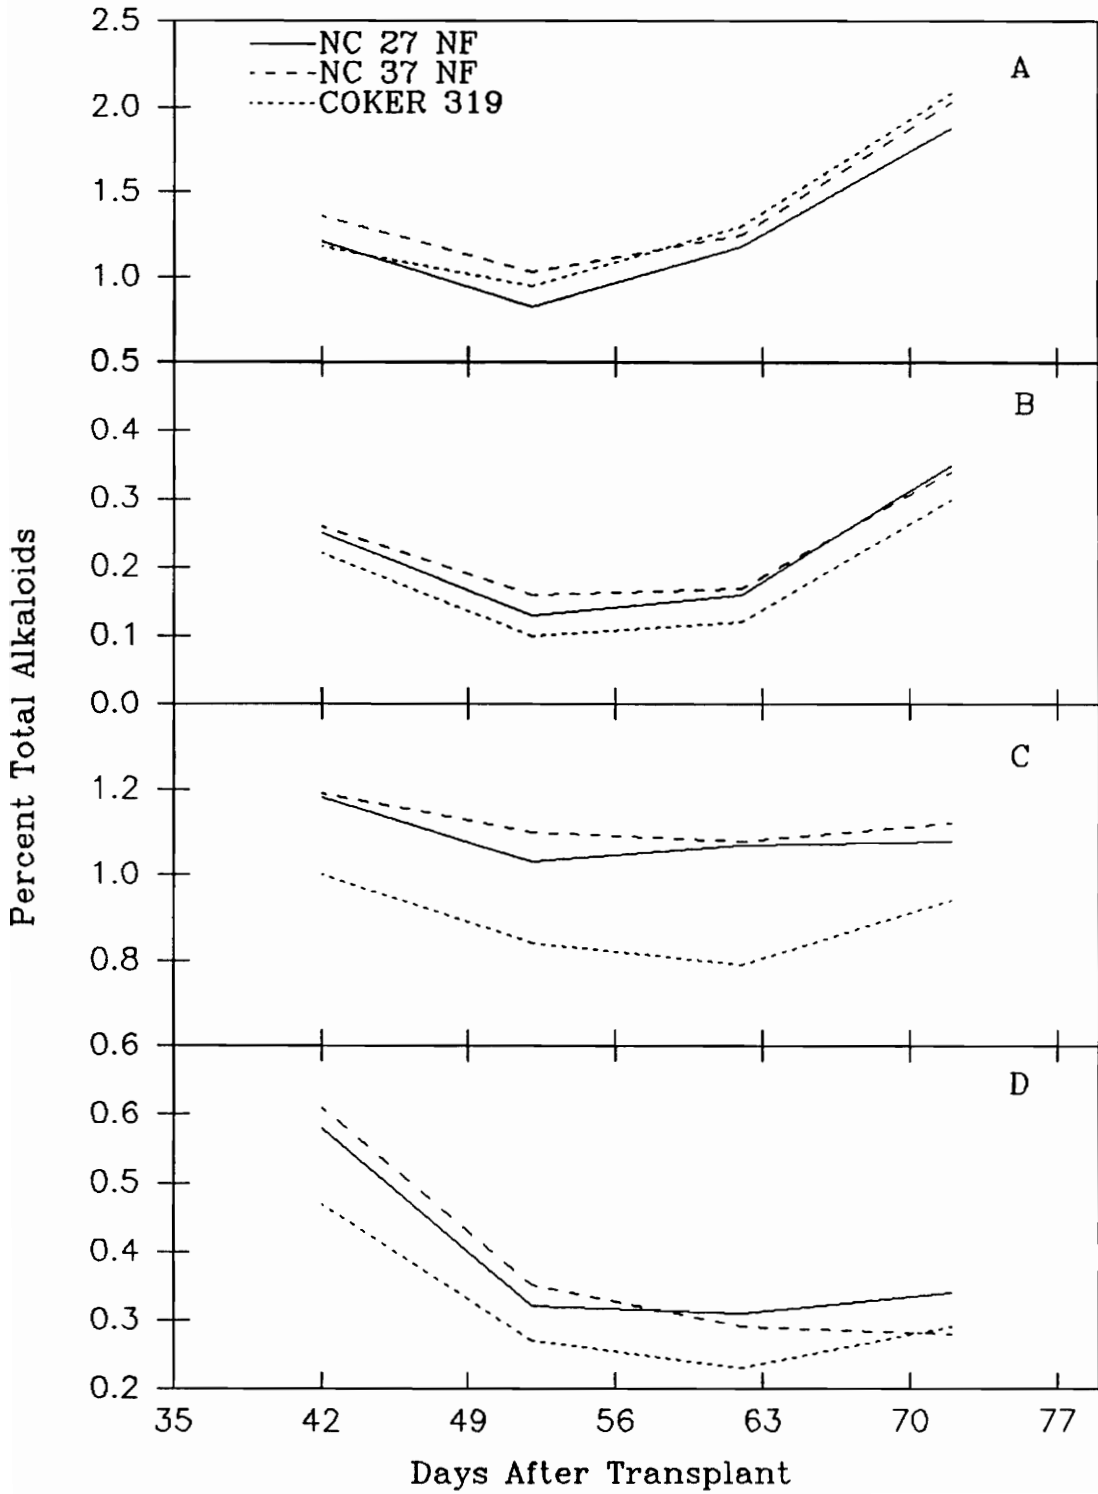 2.5
NC 27 NF
A
NC 37 NF
2.0
COKER 319
1.5
1.0
0.5
B
0.4
0.3
0.2
0.1
0.0
C
1.2
1.0
0.8
0.6
D
0.6
0.5
0.4
0.3
0.2
35 42 49 56 63 70 77
Days After Transplant
Percent Total Alkaloids